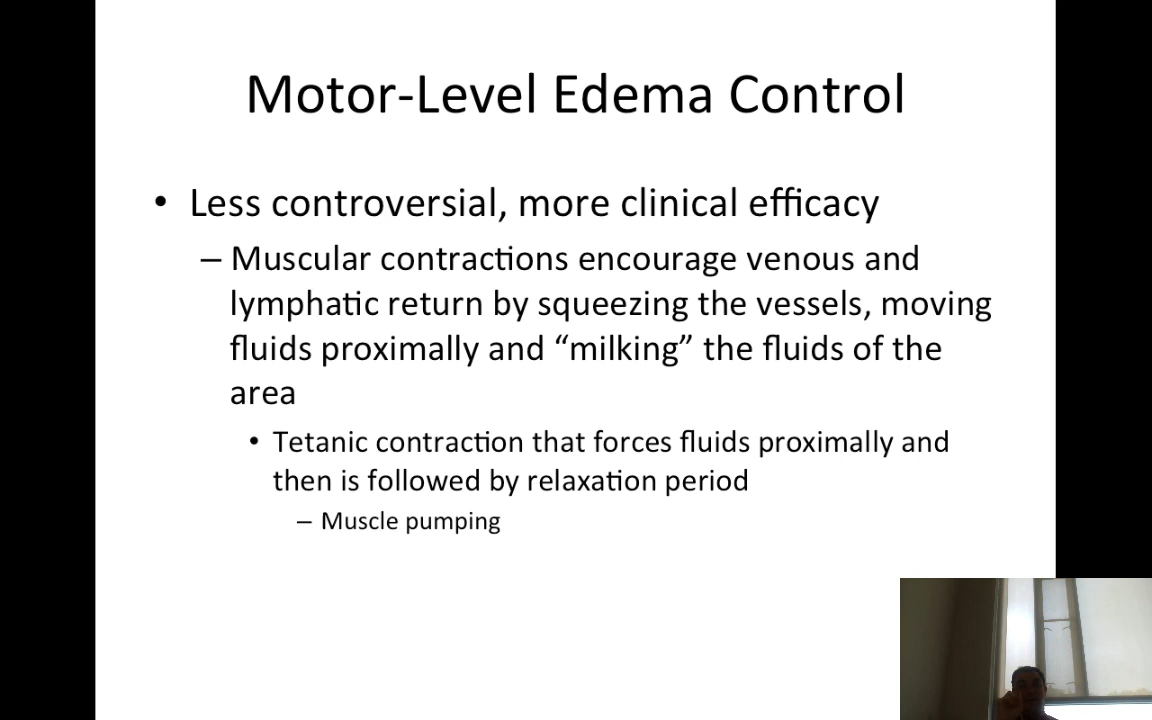 Motor-Level Edema Control
• Less controversial, more clinical efficacy
– Muscular contractions encourage venous and
lymphatic return by squeezing the vessels, moving
fluids proximally and “milking” the fluids of the
area
• Tetanic contraction that forces fluids proximally and
then is followed by relaxation period
– Muscle pumping